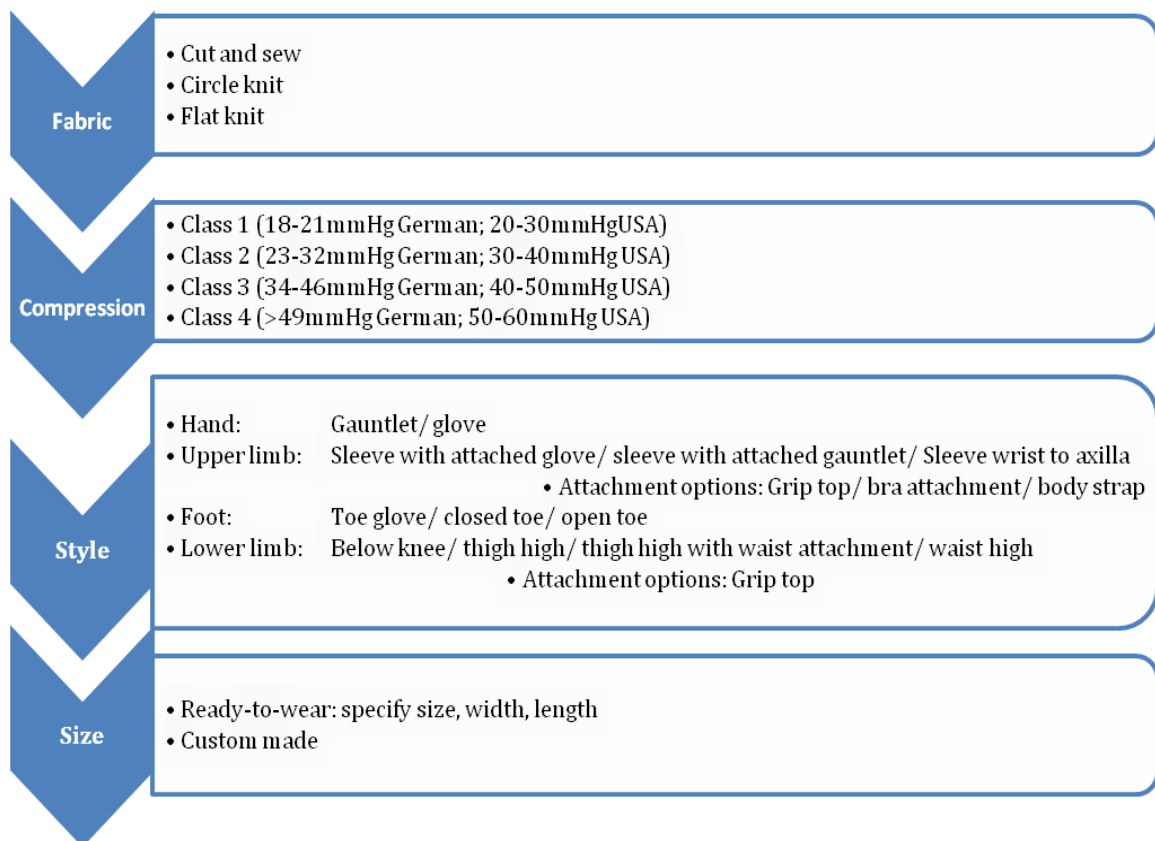 Fabric
• Cut and sew
• Circle knit
• Flat knit
Compression
• Class 1 (18-21mmHg German; 20-30mmHgUSA)
• Class 2 (23-32mmHg German; 30-40mmHg USA)
• Class 3 (34-46mmHg German; 40-50mmHg USA)
• Class 4 (>49mmHg German; 50-60mmHg USA)
Style
• Hand: Gauntlet/ glove
• Upper limb: Sleeve with attached glove/ sleeve with attached gauntlet/ Sleeve wrist to axilla
• Attachment options: Grip top/ bra attachment/ body strap
• Foot: Toe glove/ closed toe/ open toe
• Lower limb: Below knee/ thigh high/ thigh high with waist attachment/ waist high
• Attachment options: Grip top
Size
• Ready-to-wear: specify size, width, length
• Custom made